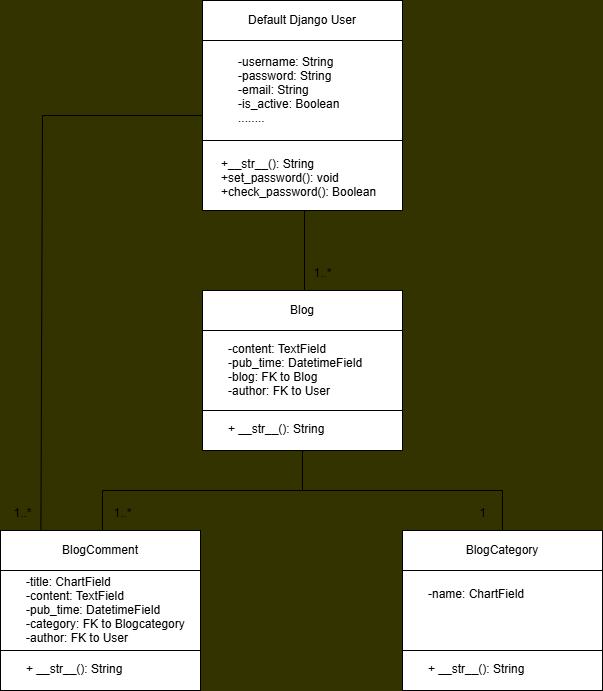 Default Django User
-username: String
-password: String
-email: String
-is_active: Boolean
........
+__str__(): String
+set_password(): void
+check_password(): Boolean
1..*
Blog
-content: TextField
-pub_time: DatetimeField
-blog: FK to Blog
-author: FK to User
+ __str__(): String
1..*
1..*
1
BlogComment
-title: ChartField
-content: TextField
-pub_time: DatetimeField
-category: FK to Blogcategory
-author: FK to User
+ __str__(): String
BlogCategory
-name: ChartField
+ __str__(): String